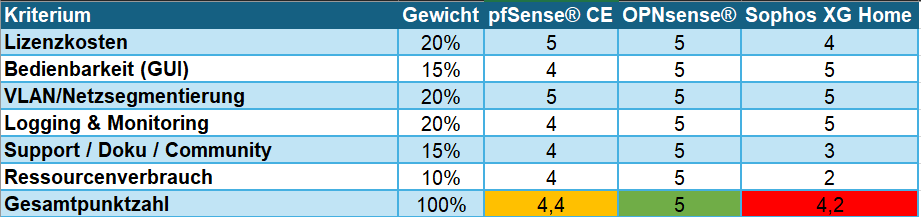 Kriterium Gewicht pfSense® CE OPNsense® Sophos XG Home
Lizenzkosten 20% 5 5 4
Bedienbarkeit (GUI) 15% 4 5 5
VLAN/Netzsegmentierung 20% 5 5 5
Logging & Monitoring 20% 4 5 5
Support / Doku / Community 15% 4 5 3
Ressourcenverbrauch 10% 4 5 2
Gesamtpunktzahl 100% 4,4 5 4,2